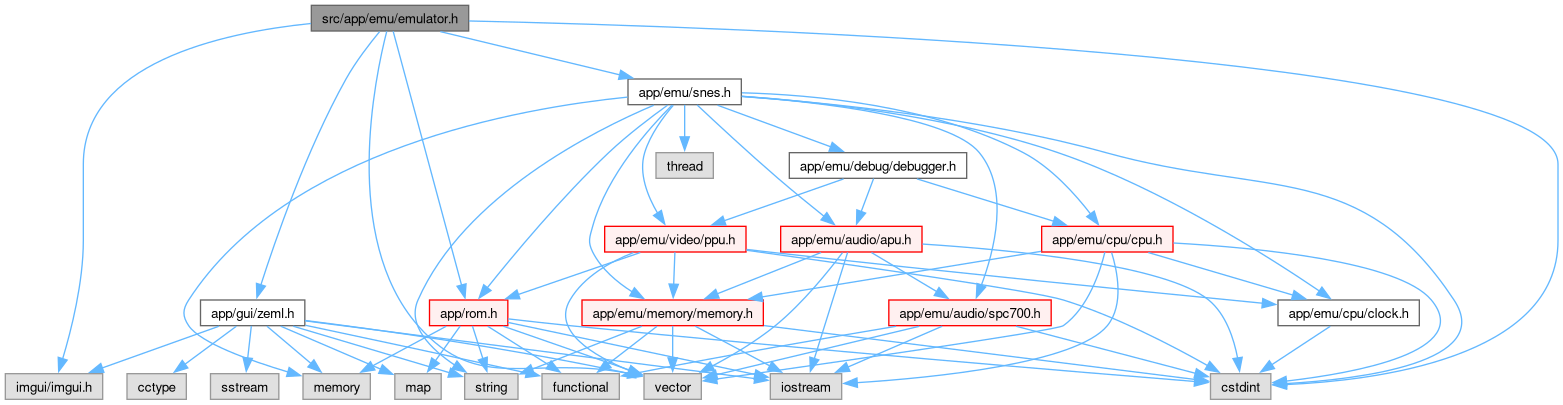 src/app/emu/emulator.h
app/emu/snes.h
thread
app/emu/debug/debugger.h
app/emu/video/ppu.h
app/emu/audio/apu.h
app/emu/cpu/cpu.h
app/gui/zeml.h
app/rom.h
app/emu/memory/memory.h
app/emu/audio/spc700.h
app/emu/cpu/clock.h
imgui/imgui.h
cctype
sstream
memory
map
string
functional
vector
iostream
cstdint